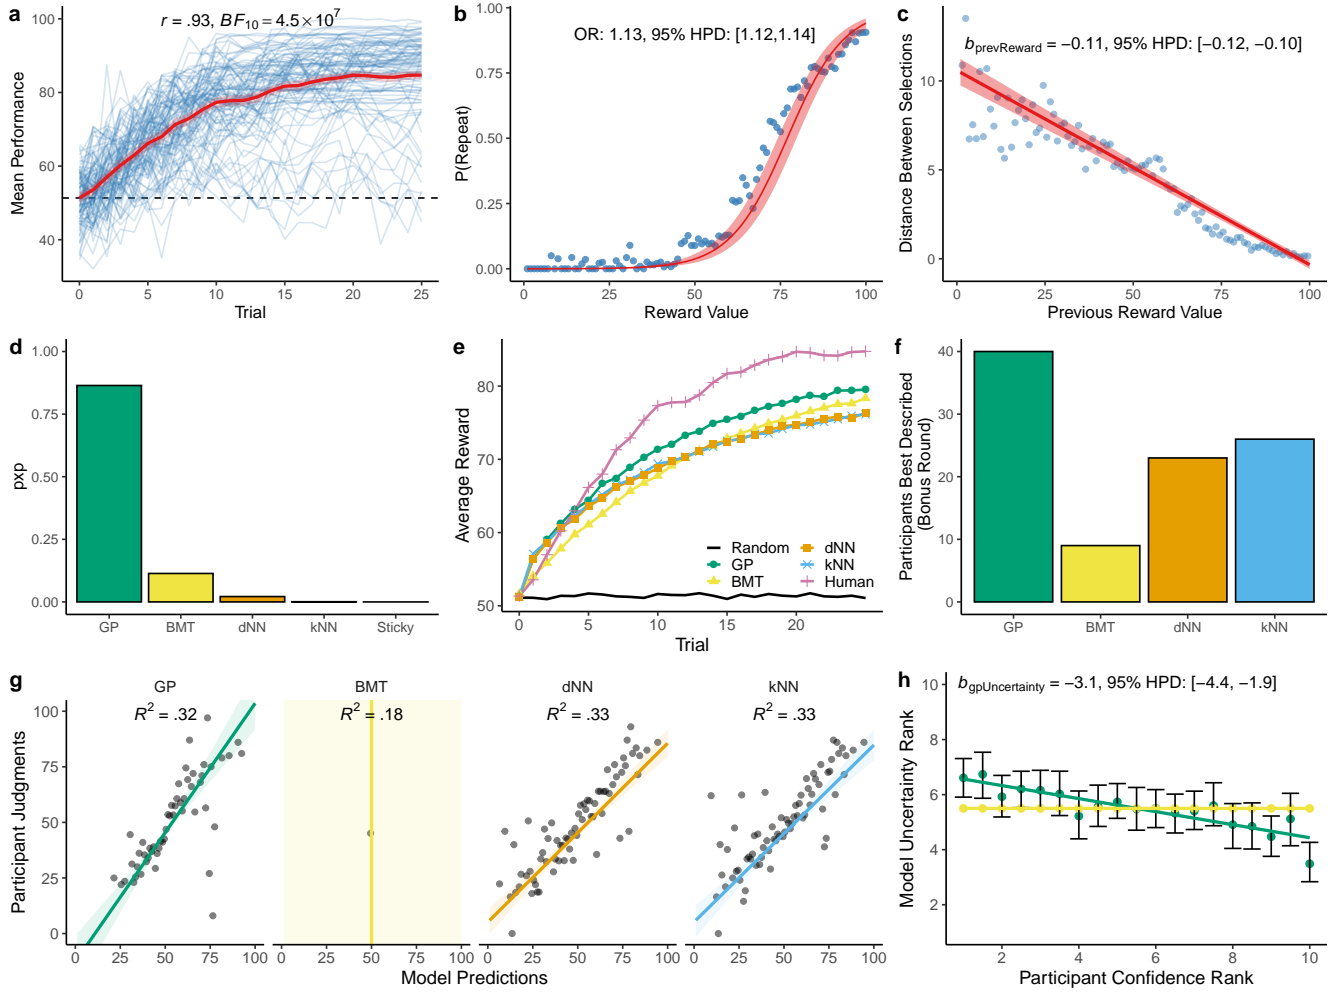 a
r = .93, BF10 = 4.5×10^7
Mean Performance
100
80
60
40
0 5 10 15 20 25
Trial
b
OR: 1.13, 95% HPD: [1.12,1.14]
P(Repeat)
1.00
0.75
0.50
0.25
0.00
0 25 50 75 100
Reward Value
c
bprevReward = −0.11, 95% HPD: [−0.12, −0.10]
Distance Between Selections
10
5
0
0 25 50 75 100
Previous Reward Value
d
pxp
1.00
0.75
0.50
0.25
0.00
GP BMT dNN kNN Sticky
e
Average Reward
80
70
60
50
Random
GP
BMT
dNN
kNN
Human
0 5 10 15 20
Trial
f
Participants Best Described
(Bonus Round)
40
30
20
10
0
GP BMT dNN kNN
g
GP BMT dNN kNN
R² = .32 R² = .18 R² = .33 R² = .33
Participant Judgments
100
75
50
25
0
0 25 50 75 100 0 25 50 75 100 0 25 50 75 100 0 25 50 75 100
Model Predictions
h
bgpUncertainty = −3.1, 95% HPD: [−4.4, −1.9]
Model Uncertainty Rank
10
8
6
4
2
2 4 6 8 10
Participant Confidence Rank